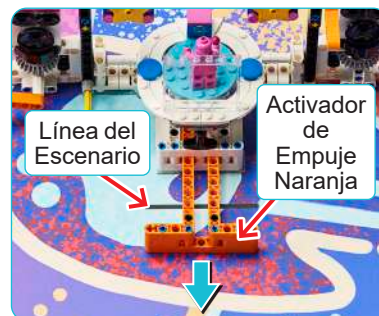 Línea del
Escenario
Activador
de
Empuje
Naranja